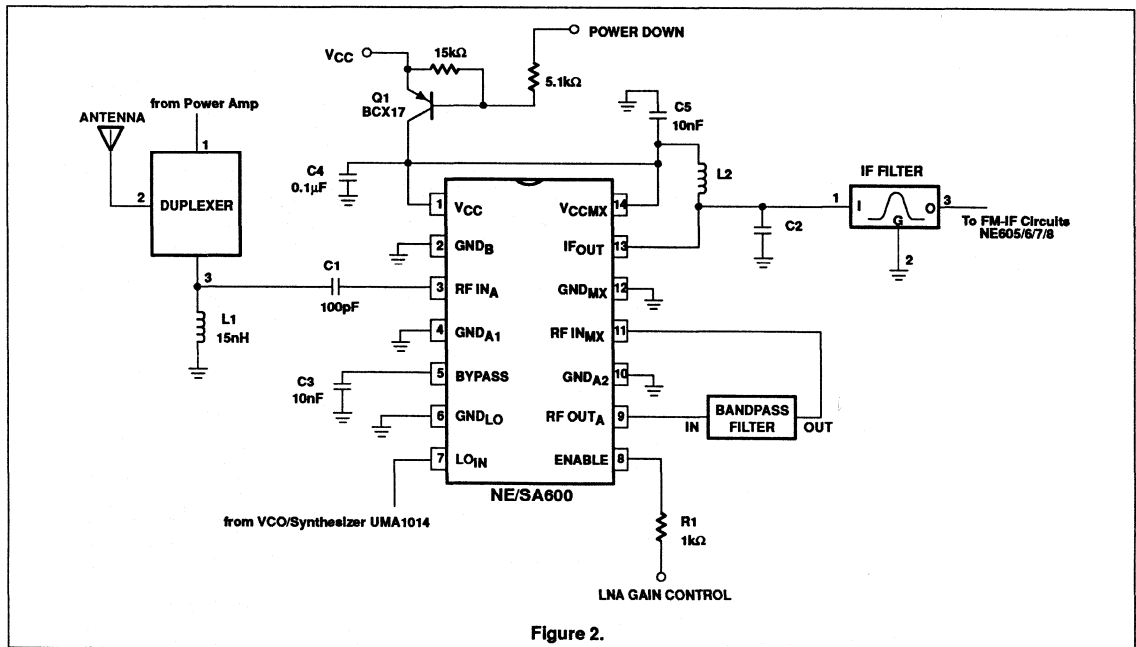 POWER DOWN
VCC
15kΩ
5.1kΩ
Q1
BCX17
from Power Amp
ANTENNA
1
2
DUPLEXER
3
C4
0.1µF
C5
10nF
L2
IF FILTER
1
I
G
O
3
2
To FM-IF Circuits
NE605/6/7/8
C2
C1
100pF
L1
15nH
C3
10nF
1 VCC
2 GNDB
3 RF INA
4 GNDA1
5 BYPASS
6 GNDLO
7 LOIN
VCCMX 14
IFOUT 13
GNDMX 12
RF INMX 11
GNDA2 10
RF OUTA 9
ENABLE 8
IN
BANDPASS
FILTER
OUT
NE/SA600
from VCO/Synthesizer UMA1014
R1
1kΩ
LNA GAIN CONTROL
Figure 2.